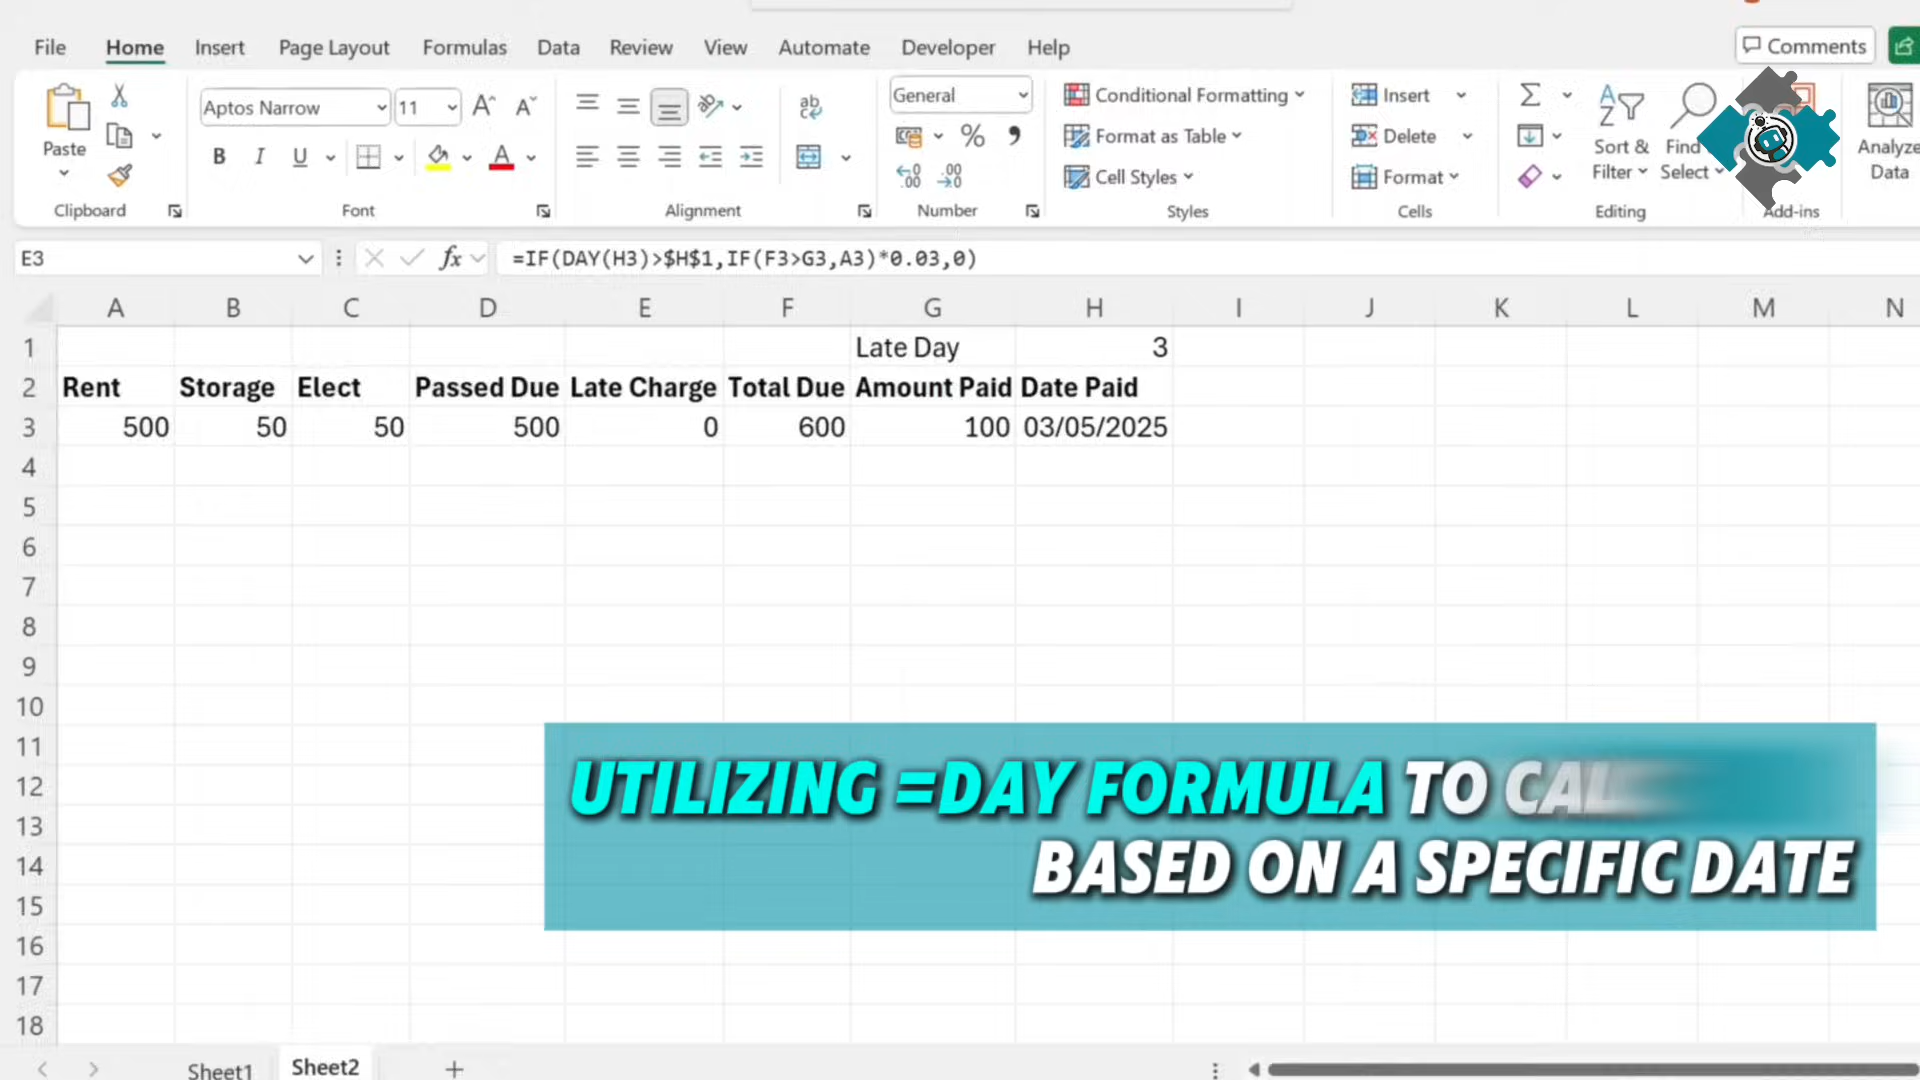 File Home Insert Page Layout Formulas Data Review View Automate Developer Help Comments
Paste
Aptos Narrow 11
B I U
ab
General
% ,
.00 .00
Conditional Formatting
Format as Table
Cell Styles
Insert
Delete
Format
Sort & Filter
Find Select
Analyze Data
Clipboard Font Alignment Number Styles Cells Editing Add-ins
E3 fx =IF(DAY(H3)>$H$1,IF(F3>G3,A3)*0.03,0)
A B C D E F G H I J K L M N
1 Late Day 3
2 Rent Storage Elect Passed Due Late Charge Total Due Amount Paid Date Paid
3 500 50 50 500 0 600 100 03/05/2025
4
5
6
7
8
9
10
11
12
13
14
15
16
17
18
UTILIZING =DAY FORMULA TO
BASED ON A SPECIFIC DATE
Sheet1 Sheet2 +